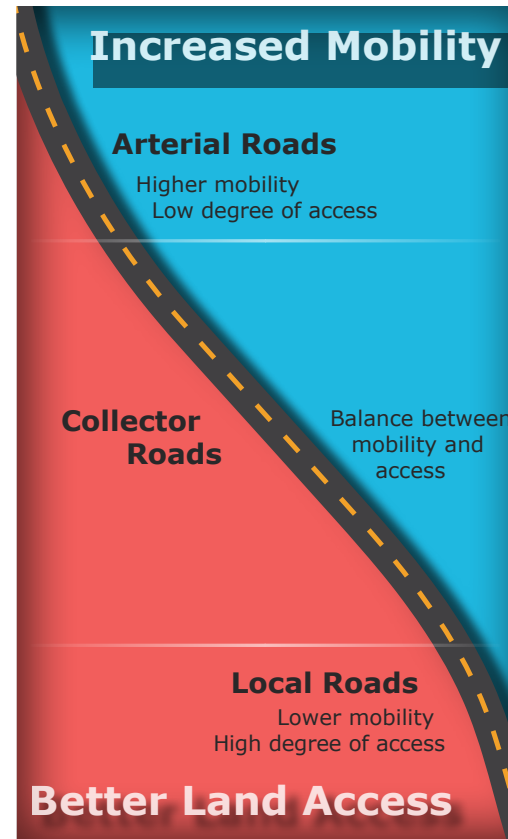 Increased Mobility
Arterial Roads
Higher mobility
Low degree of access
Collector
Roads
Balance between
mobility and
access
Local Roads
Lower mobility
High degree of access
Better Land Access